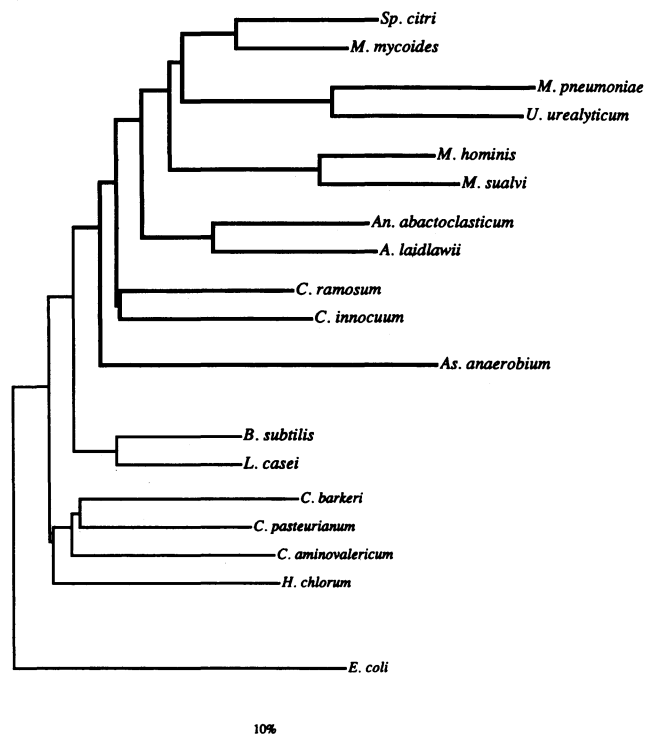 Sp. citri
M. mycoides
M. pneumoniae
U. urealyticum
M. hominis
M. sualvi
An. abactoclasticum
A. laidlawii
C. ramosum
C. innocuum
As. anaerobium
B. subtilis
L. casei
C. barkeri
C. pasteurianum
C. aminovalericum
H. chlorum
E. coli
10%